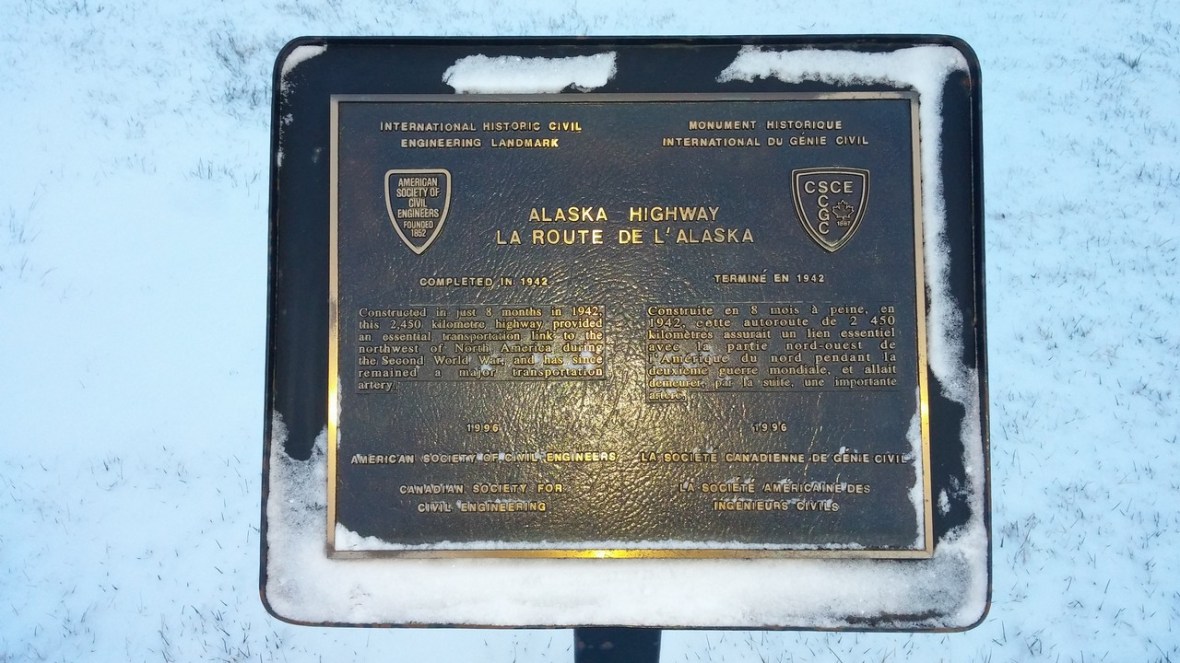 INTERNATIONAL HISTORIC CIVIL
ENGINEERING LANDMARK
MONUMENT HISTORIQUE
INTERNATIONAL DU GÉNIE CIVIL
AMERICAN
SOCIETY OF
CIVIL
ENGINEERS
FOUNDED
1852
CSCE
C
G
C
1887
ALASKA HIGHWAY
LA ROUTE DE L'ALASKA
COMPLETED IN 1942
Constructed in just 8 months in 1942,
this 2,450 kilometre highway provided
an essential transportation link to the
northwest of North America during
the Second World War, and has since
remained a major transportation
artery.
TERMINÉ EN 1942
Construite en 8 mois à peine, en
1942, cette autoroute de 2 450
kilomètres assurait un lien essentiel
avec la partie nord-ouest de
l'Amérique du nord pendant la
deuxième guerre mondiale, et allait
demeurer, par la suite, une importante
artère.
1996
AMERICAN SOCIETY OF CIVIL ENGINEERS
CANADIAN SOCIETY FOR
CIVIL ENGINEERING
1996
LA SOCIÉTÉ CANADIENNE DE GÉNIE CIVIL
LA SOCIÉTÉ AMÉRICAINE DES
INGÉNIEURS CIVILS